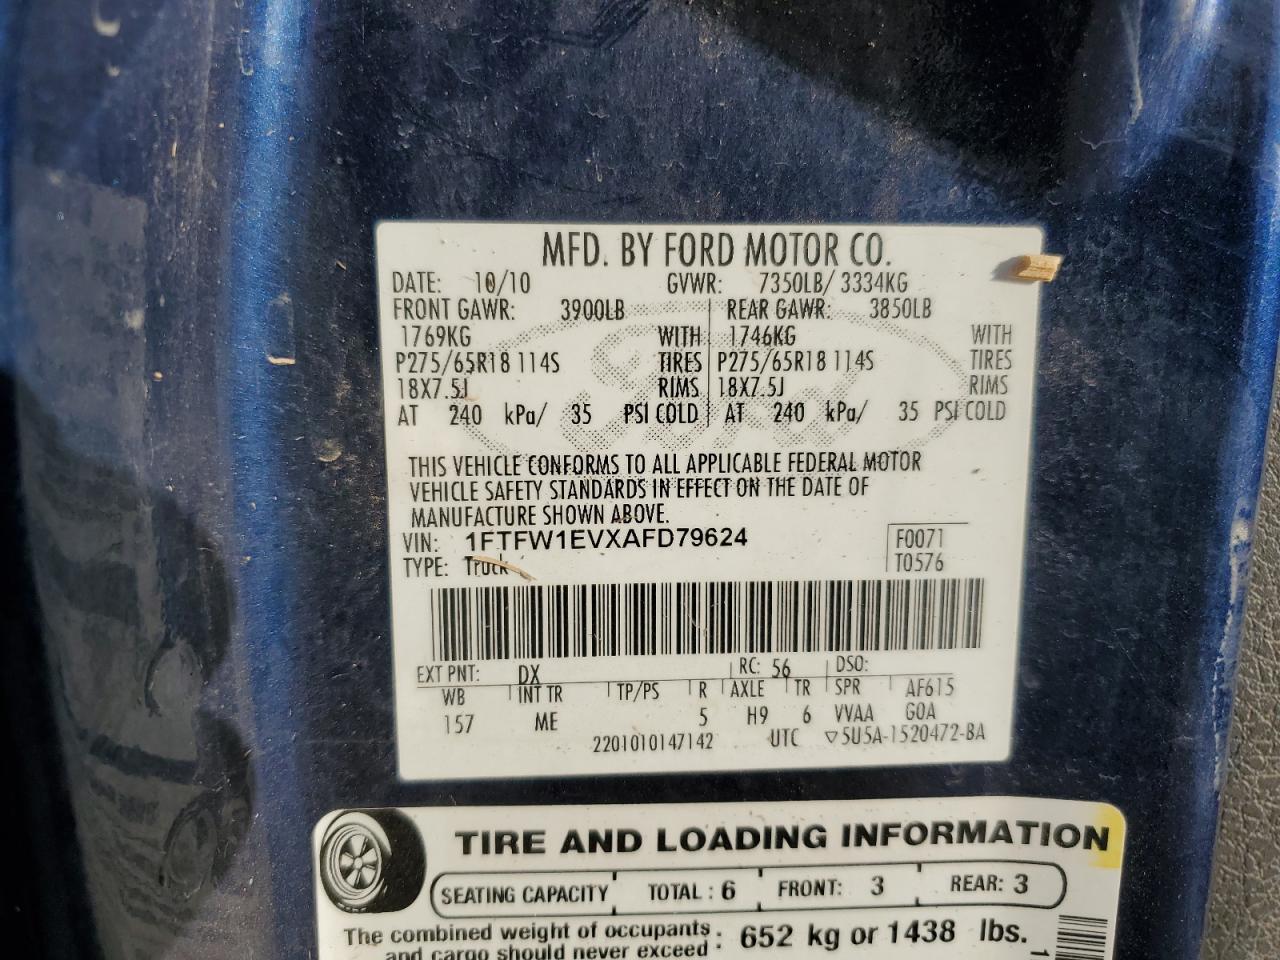 MFD. BY FORD MOTOR CO.
DATE: 10/10 GVWR: 7350LB/ 3334KG
FRONT GAWR: 3900LB REAR GAWR: 3850LB
1769KG WITH 1746KG WITH
P275/65R18 114S TIRES P275/65R18 114S TIRES
18X7.5J RIMS 18X7.5J RIMS
AT 240 kPa/ 35 PSI COLD AT 240 kPa/ 35 PSI COLD
THIS VEHICLE CONFORMS TO ALL APPLICABLE FEDERAL MOTOR
VEHICLE SAFETY STANDARDS IN EFFECT ON THE DATE OF
MANUFACTURE SHOWN ABOVE.
VIN: 1FTFW1EVXAFD79624 F0071
TYPE: Truck T0576
EXT PNT: DX RC: 56 DSO:
WB INT TR TP/PS R AXLE TR SPR AF615
157 ME 5 H9 6 VVAA GOA
2201010147142 UTC ▽5U5A-1520472-BA
TIRE AND LOADING INFORMATION
SEATING CAPACITY TOTAL : 6 FRONT: 3 REAR: 3
The combined weight of occupants : 652 kg or 1438 lbs.
and cargo should never exceed